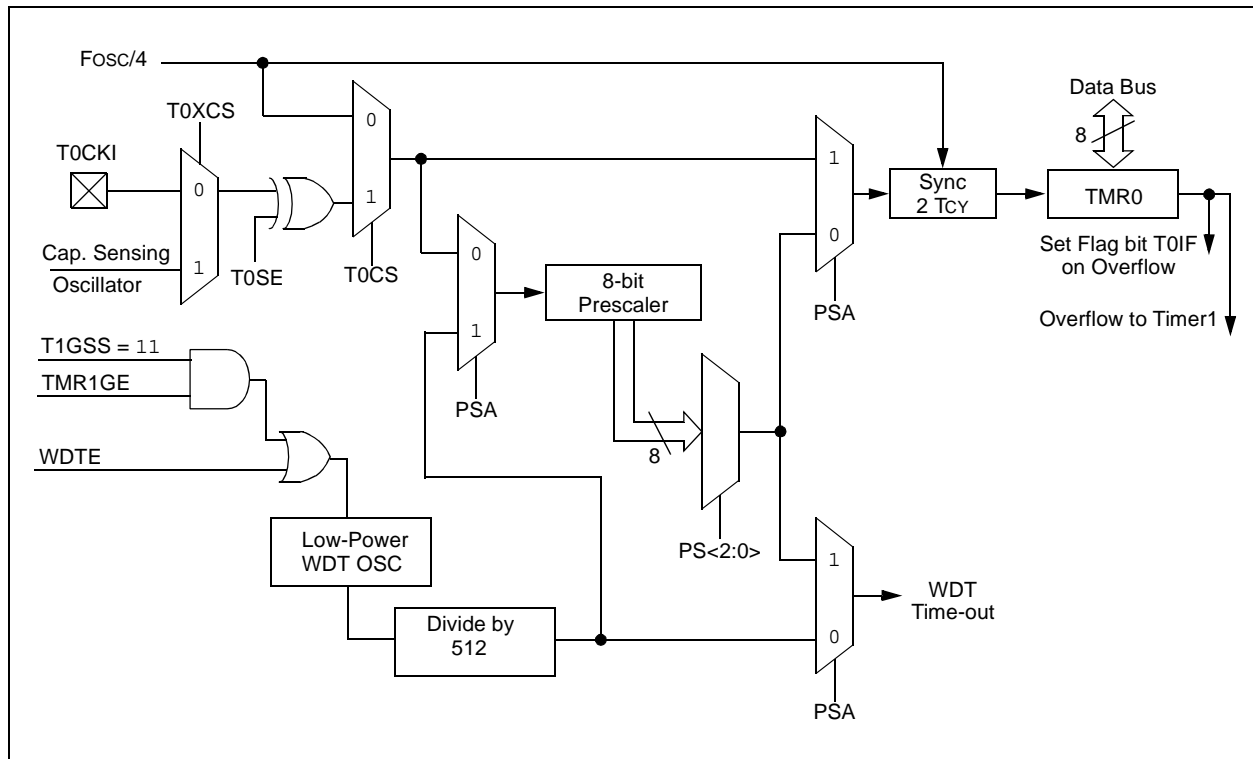 FOSC/4
Data Bus
8
T0XCS
T0CKI
0
1
0
1
0
1
Sync
2 TCY
TMR0
Cap. Sensing
Oscillator
T0SE
T0CS
0
1
8-bit
Prescaler
PSA
Set Flag bit T0IF
on Overflow
Overflow to Timer1
T1GSS = 11
TMR1GE
PSA
WDTE
8
Low-Power
WDT OSC
PS<2:0>
1
0
WDT
Time-out
Divide by
512
PSA